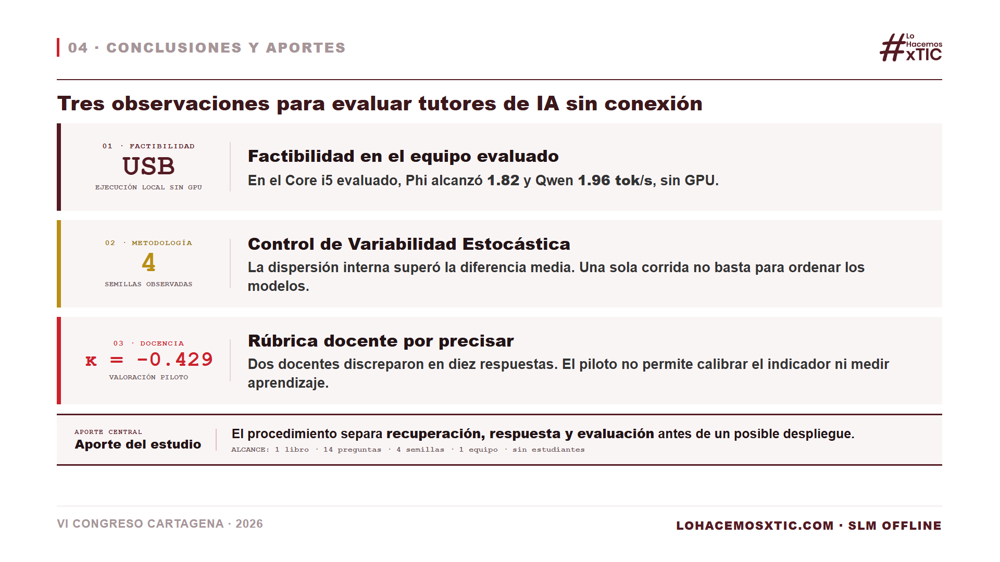 04 · CONCLUSIONES Y APORTES
#Lo Hacemos xTIC
Tres observaciones para evaluar tutores de IA sin conexión
01 · FACTIBILIDAD
USB
EJECUCIÓN LOCAL SIN GPU
Factibilidad en el equipo evaluado
En el Core i5 evaluado, Phi alcanzó 1.82 y Qwen 1.96 tok/s, sin GPU.
02 · METODOLOGÍA
4
SEMILLAS OBSERVADAS
Control de Variabilidad Estocástica
La dispersión interna superó la diferencia media. Una sola corrida no basta para ordenar los
modelos.
03 · DOCENCIA
κ = -0.429
VALORACIÓN PILOTO
Rúbrica docente por precisar
Dos docentes discreparon en diez respuestas. El piloto no permite calibrar el indicador ni medir
aprendizaje.
APORTE CENTRAL
Aporte del estudio
El procedimiento separa recuperación, respuesta y evaluación antes de un posible despliegue.
ALCANCE: 1 libro · 14 preguntas · 4 semillas · 1 equipo · sin estudiantes
VI CONGRESO CARTAGENA · 2026
LOHACEMOSXTIC.COM · SLM OFFLINE